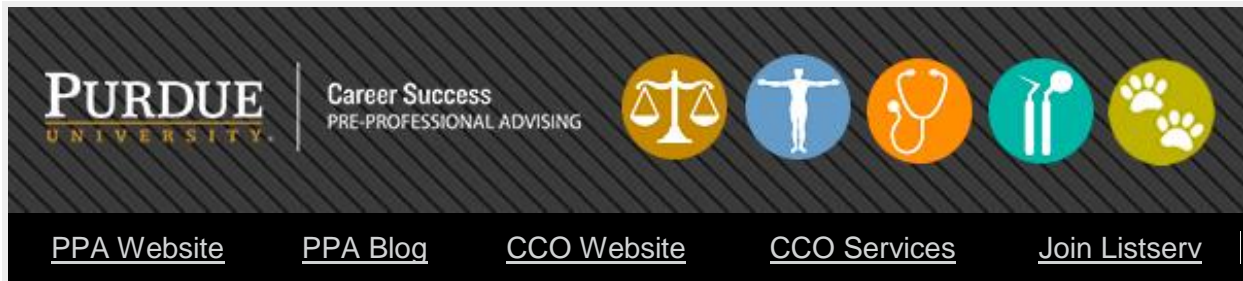 PURDUE
UNIVERSITY.
Career Success
PRE-PROFESSIONAL ADVISING
PPA Website PPA Blog CCO Website CCO Services Join Listserv